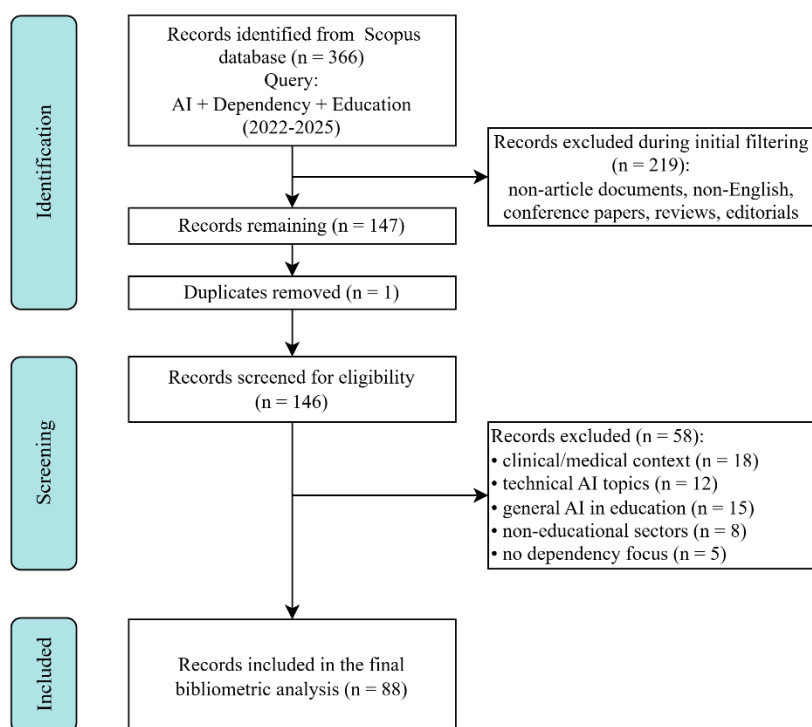 Identification
Records identified from Scopus
database (n = 366)
Query:
AI + Dependency + Education
(2022-2025)
Records excluded during initial filtering
(n = 219):
non-article documents, non-English,
conference papers, reviews, editorials
Records remaining (n = 147)
Duplicates removed (n = 1)
Screening
Records screened for eligibility
(n = 146)
Records excluded (n = 58):
• clinical/medical context (n = 18)
• technical AI topics (n = 12)
• general AI in education (n = 15)
• non-educational sectors (n = 8)
• no dependency focus (n = 5)
Included
Records included in the final
bibliometric analysis (n = 88)